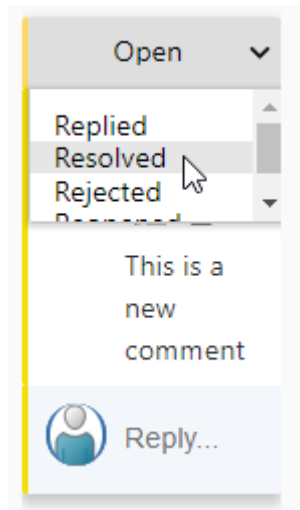 Open
Replied
Resolved
Rejected
This is a
new
comment
Reply...